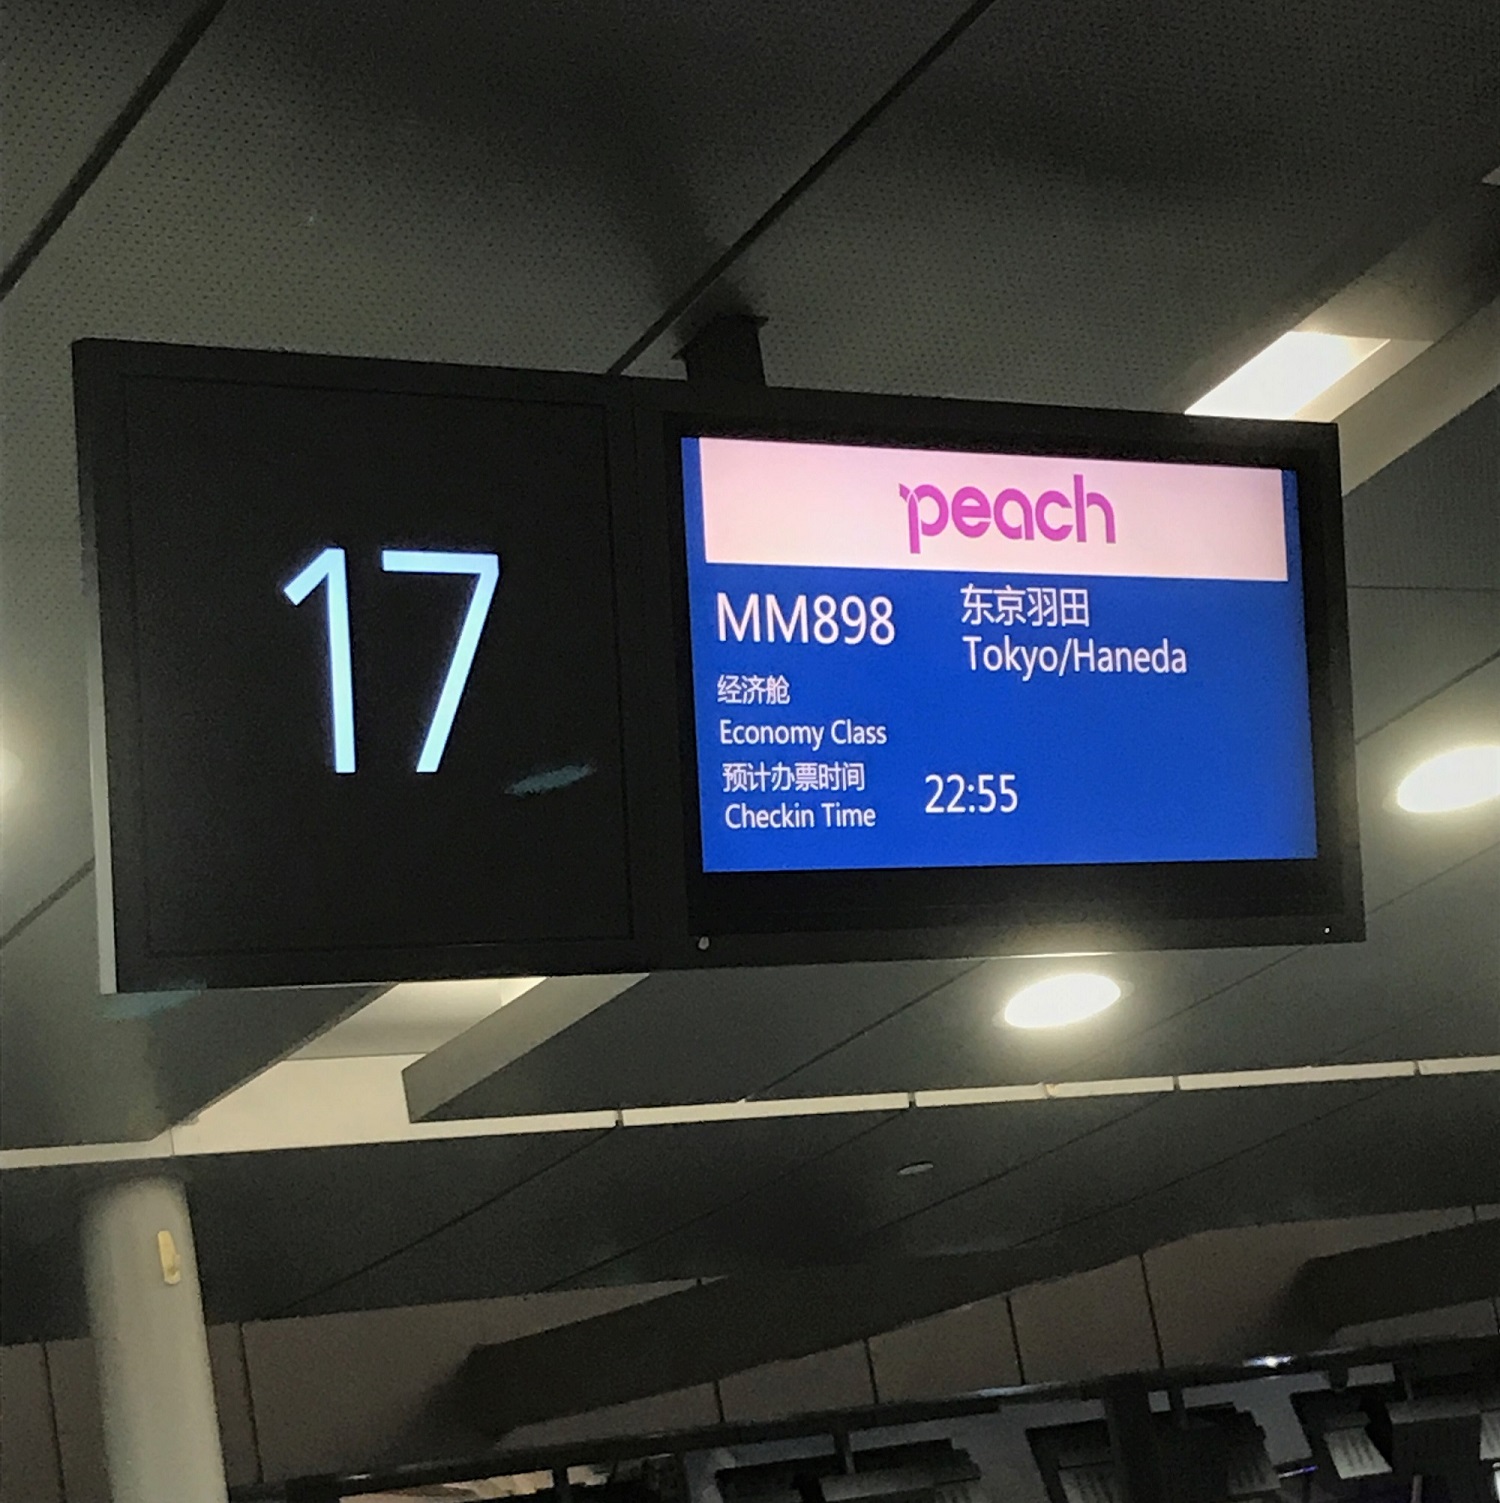 17
peach
MM898
东京羽田
Tokyo/Haneda
经济舱
Economy Class
预计办票时间
Checkin Time
22:55